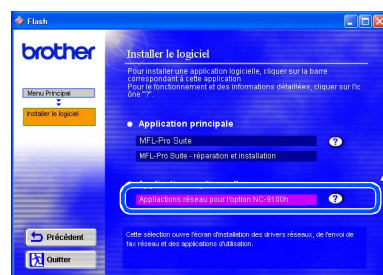 Flash
brother
Installer le logiciel
Pour installer une application logicielle, cliquer sur la barre
correspondant à cette application
Pour le fonctionnement et des informations détaillées, cliquer sur l'ic
ône "?".
Menu Principal
Installer le logiciel
Application principale
MFL-Pro Suite
?
MFL-Pro Suite - réparation et installation
Appliactions réseau pour l'option NC-9100h
?
Cette sélection ouvre l'écran d'installation des drivers réseaux, de l'envoi de
fax réseau et des applications d'utilisation.
Précédent
Quitter